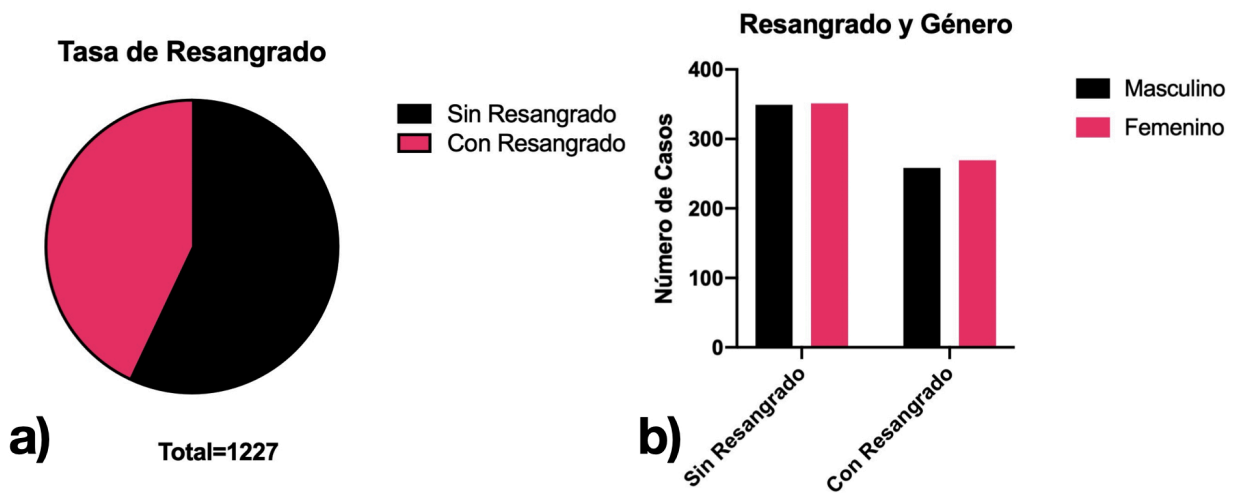 Tasa de Resangrado
Sin Resangrado
Con Resangrado
Total=1227
a)
Resangrado y Género
Número de Casos
400
300
200
100
0
Sin Resangrado
Con Resangrado
Masculino
Femenino
b)